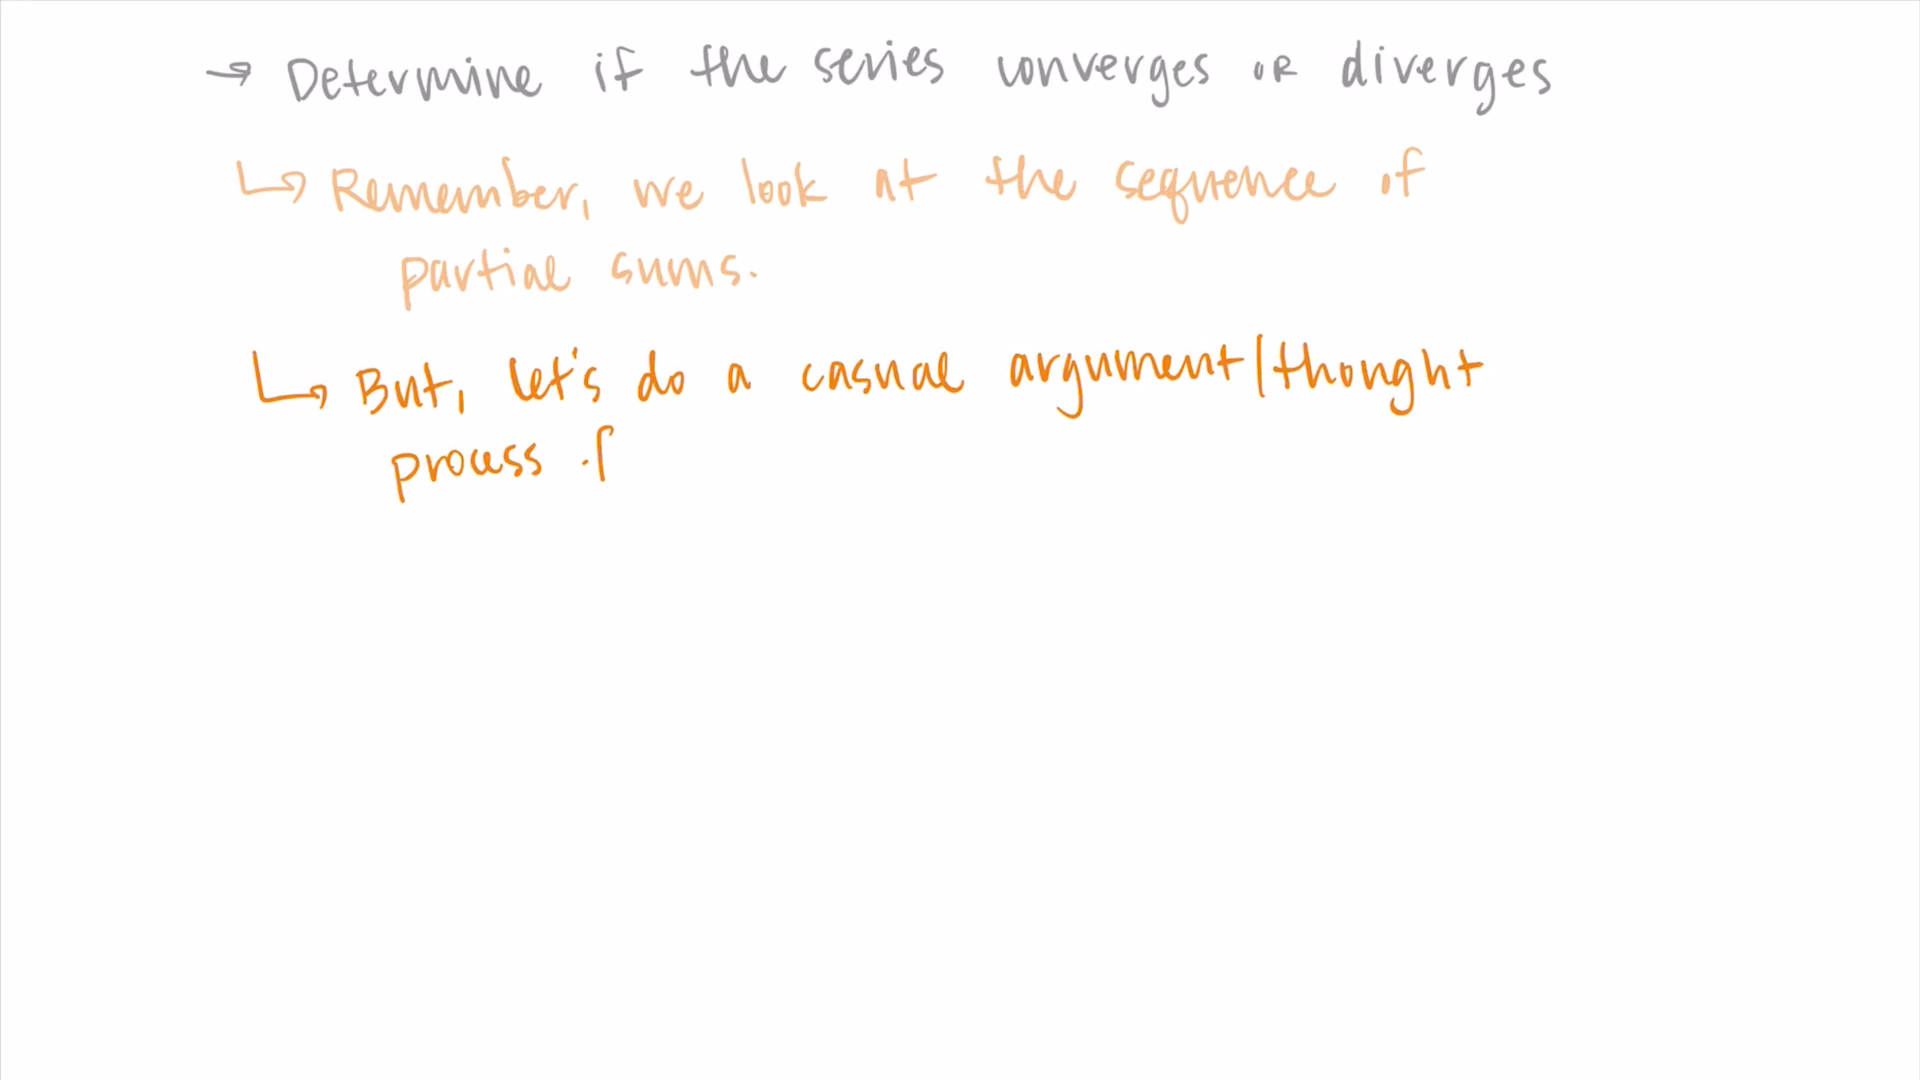 → Determine if the series converges OR diverges
↳ Remember, we look at the sequence of
partial sums.
↳ But, let's do a casual argument/thought
process